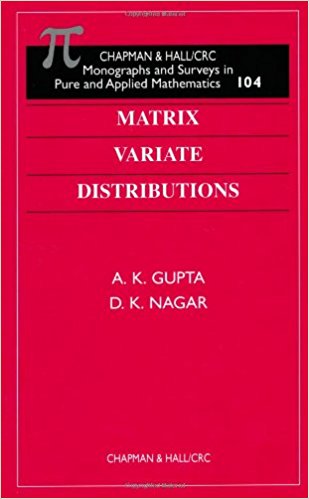 π
CHAPMAN & HALL/CRC
Monographs and Surveys in
Pure and Applied Mathematics 104
MATRIX
VARIATE
DISTRIBUTIONS
A. K. GUPTA
D. K. NAGAR
CHAPMAN & HALL/CRC